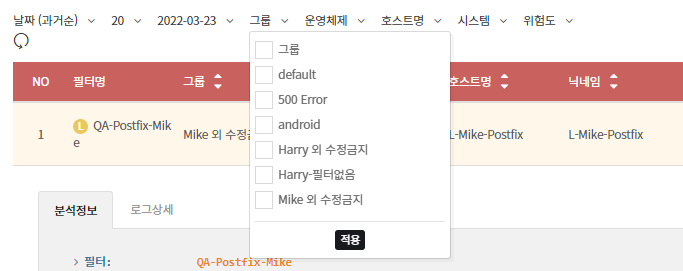 날짜 (과거순) 20 2022-03-23 그룹 운영체제 호스트명 시스템 위험도
그룹
default
500 Error
android
Harry 외 수정금지
Harry-필터없음
Mike 외 수정금지
적용
NO 필터명 그룹 호스트명 닉네임
1 L QA-Postfix-Mik
e Mike 외 수정금 L-Mike-Postfix L-Mike-Postfix
분석정보 로그상세
> 필터: QA-Postfix-Mike